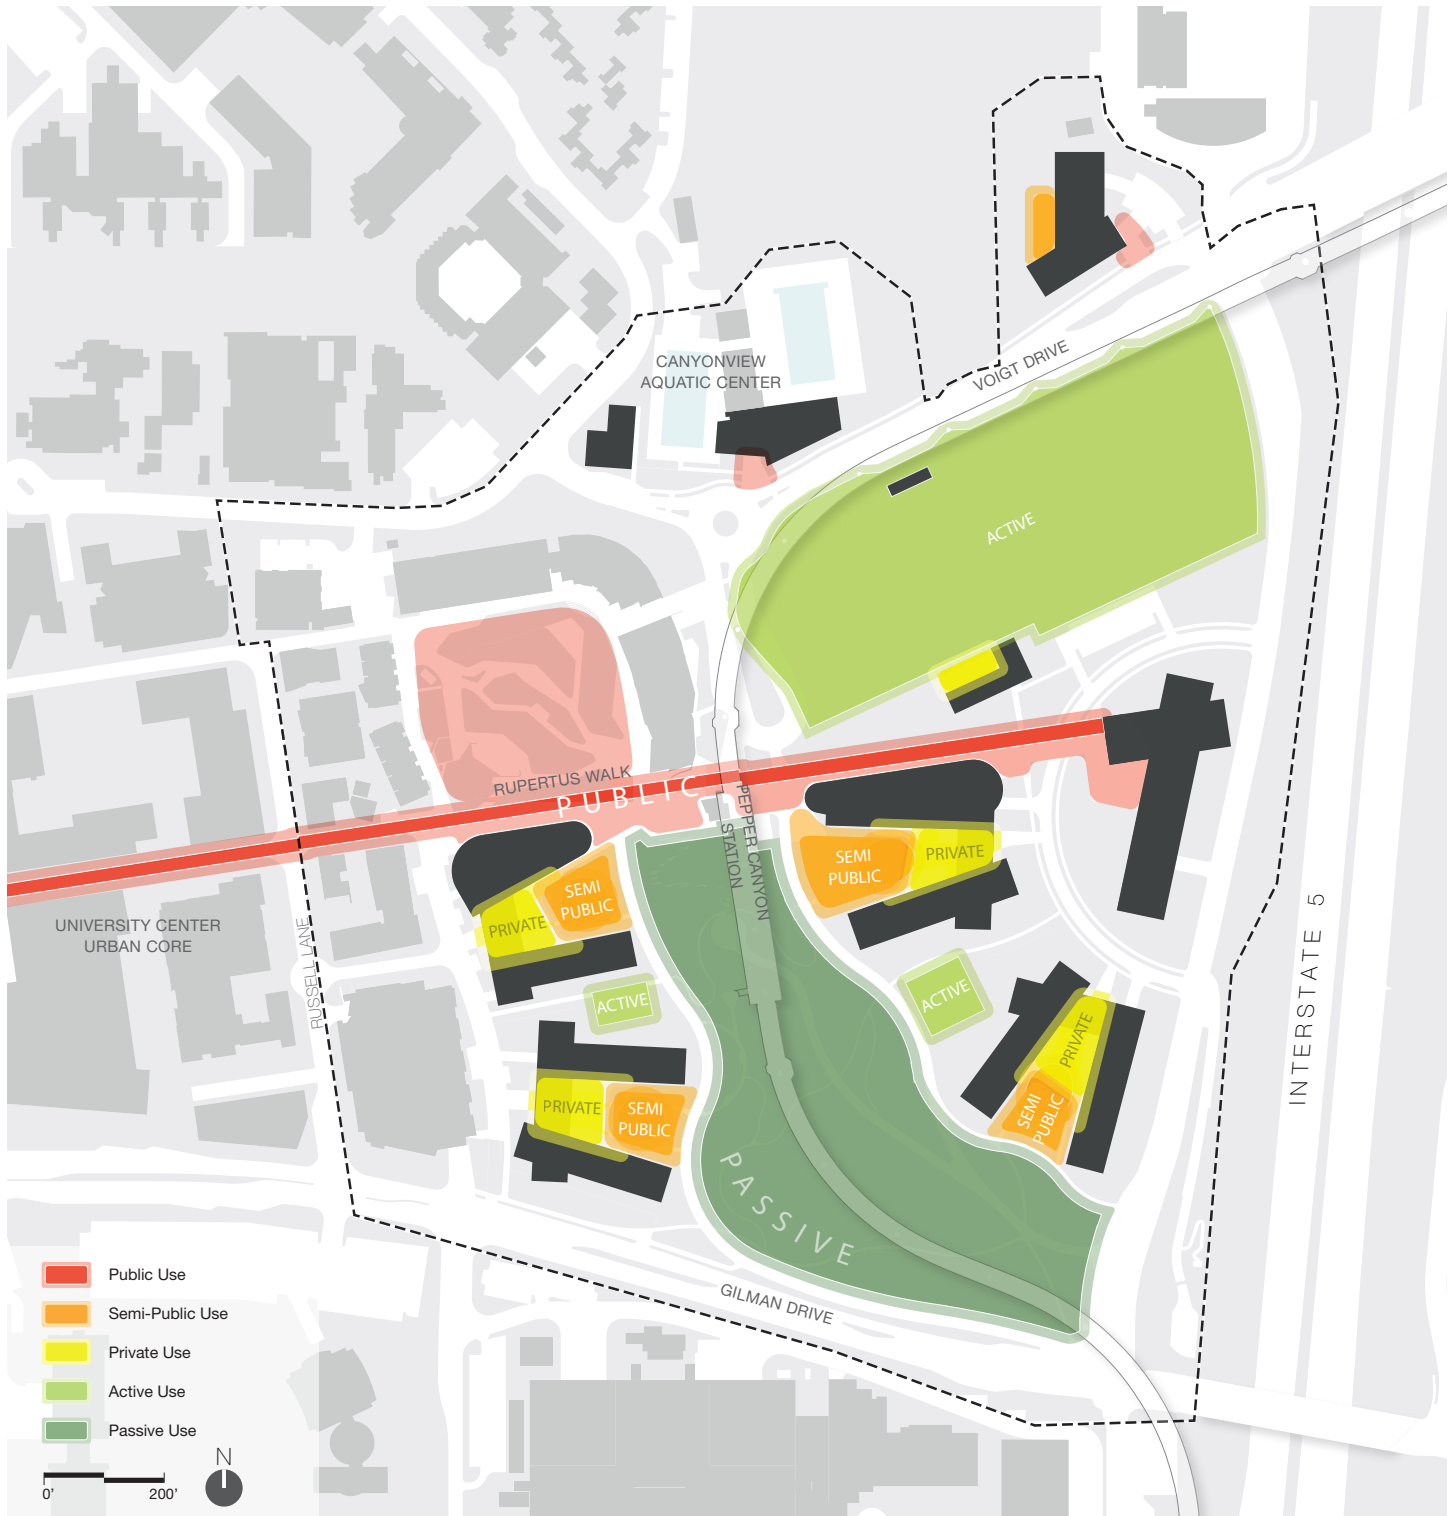 CANYONVIEW
AQUATIC CENTER
VOIGT DRIVE
ACTIVE
RUPERTUS WALK
PUBLIC
PEPPER CANYON
STATION
SEMI
PUBLIC
PRIVATE
SEMI
PUBLIC
PRIVATE
UNIVERSITY CENTER
URBAN CORE
RUSSELL LANE
INTERSTATE 5
ACTIVE
ACTIVE
PRIVATE
SEMI
PUBLIC
PRIVATE
SEMI
PUBLIC
PASSIVE
GILMAN DRIVE
Public Use
Semi-Public Use
Private Use
Active Use
Passive Use
N
0' 200'